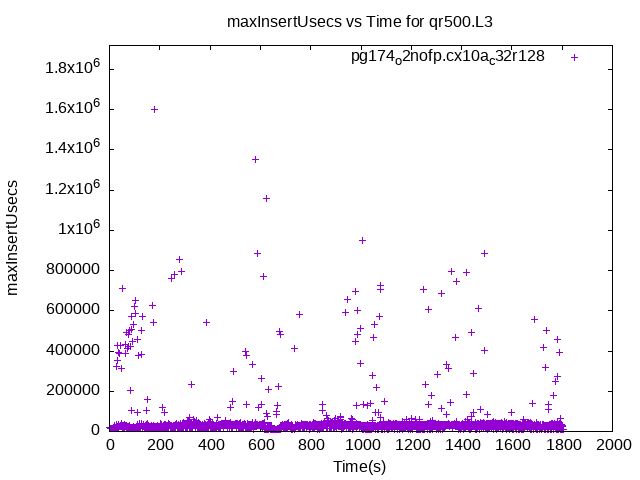 maxInsertUsecs vs Time for qr500.L3
pg174o2nofp.cx10ac32r128
1.8x10^6
1.6x10^6
1.4x10^6
1.2x10^6
1x10^6
800000
600000
400000
200000
0
maxInsertUsecs
0 200 400 600 800 1000 1200 1400 1600 1800 2000
Time(s)